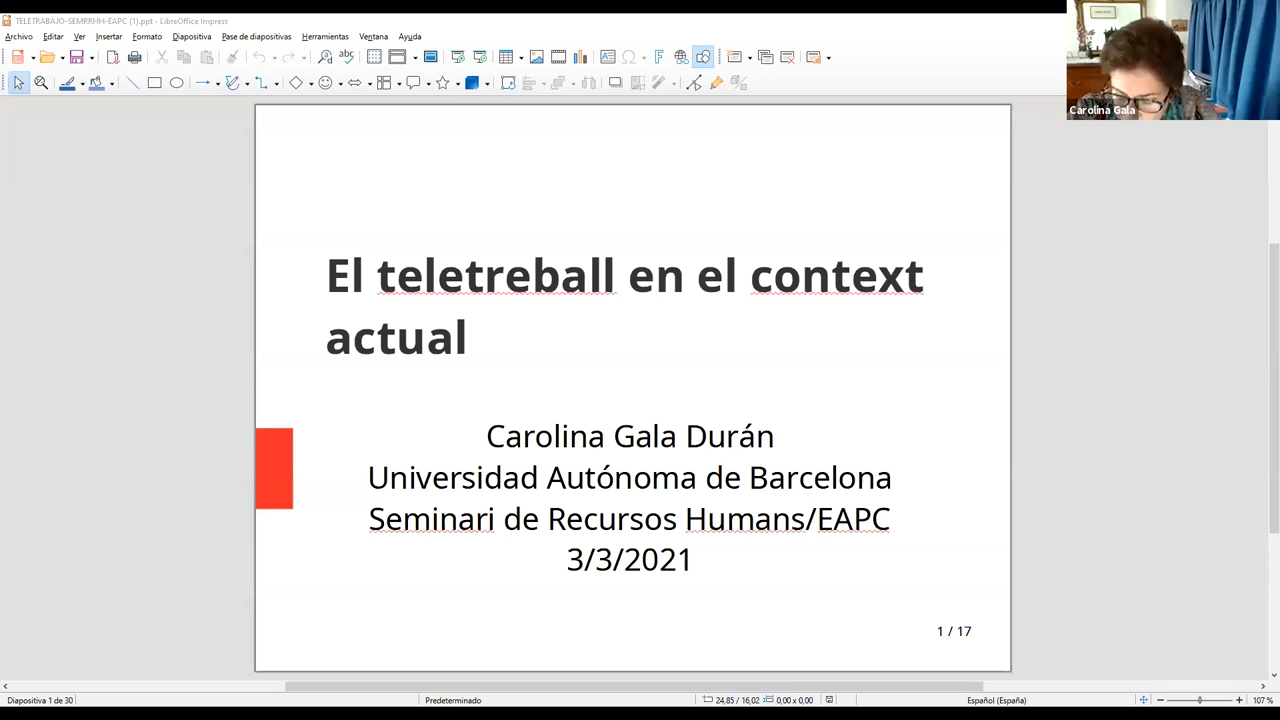 TELETRABAJO-SEMRRHH-EAPC (1).ppt - LibreOffice Impress
Archivo Editar Ver Insertar Formato Diapositiva Pase de diapositivas Herramientas Ventana Ayuda
Carolina Gala
El teletreball en el context
actual
Carolina Gala Durán
Universidad Autónoma de Barcelona
Seminari de Recursos Humans/EAPC
3/3/2021
1 / 17
Diapositiva 1 de 30 Predeterminado 24,85 / 16,02 0,00 x 0,00 Español (España) 107 %